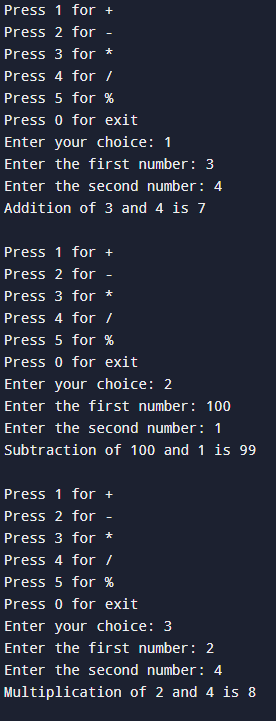 Press 1 for +
Press 2 for -
Press 3 for *
Press 4 for /
Press 5 for %
Press 0 for exit
Enter your choice: 1
Enter the first number: 3
Enter the second number: 4
Addition of 3 and 4 is 7

Press 1 for +
Press 2 for -
Press 3 for *
Press 4 for /
Press 5 for %
Press 0 for exit
Enter your choice: 2
Enter the first number: 100
Enter the second number: 1
Subtraction of 100 and 1 is 99

Press 1 for +
Press 2 for -
Press 3 for *
Press 4 for /
Press 5 for %
Press 0 for exit
Enter your choice: 3
Enter the first number: 2
Enter the second number: 4
Multiplication of 2 and 4 is 8